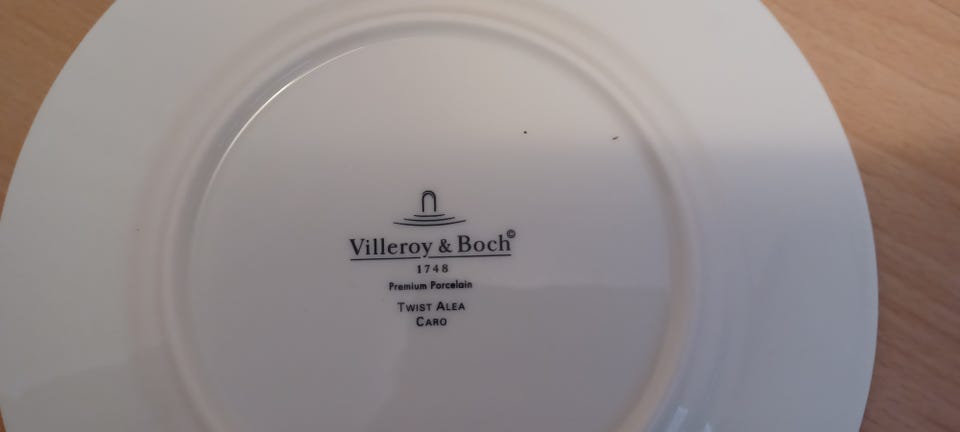 Villeroy & Boch©
1748
Premium Porcelain
TWIST ALEA
CARO